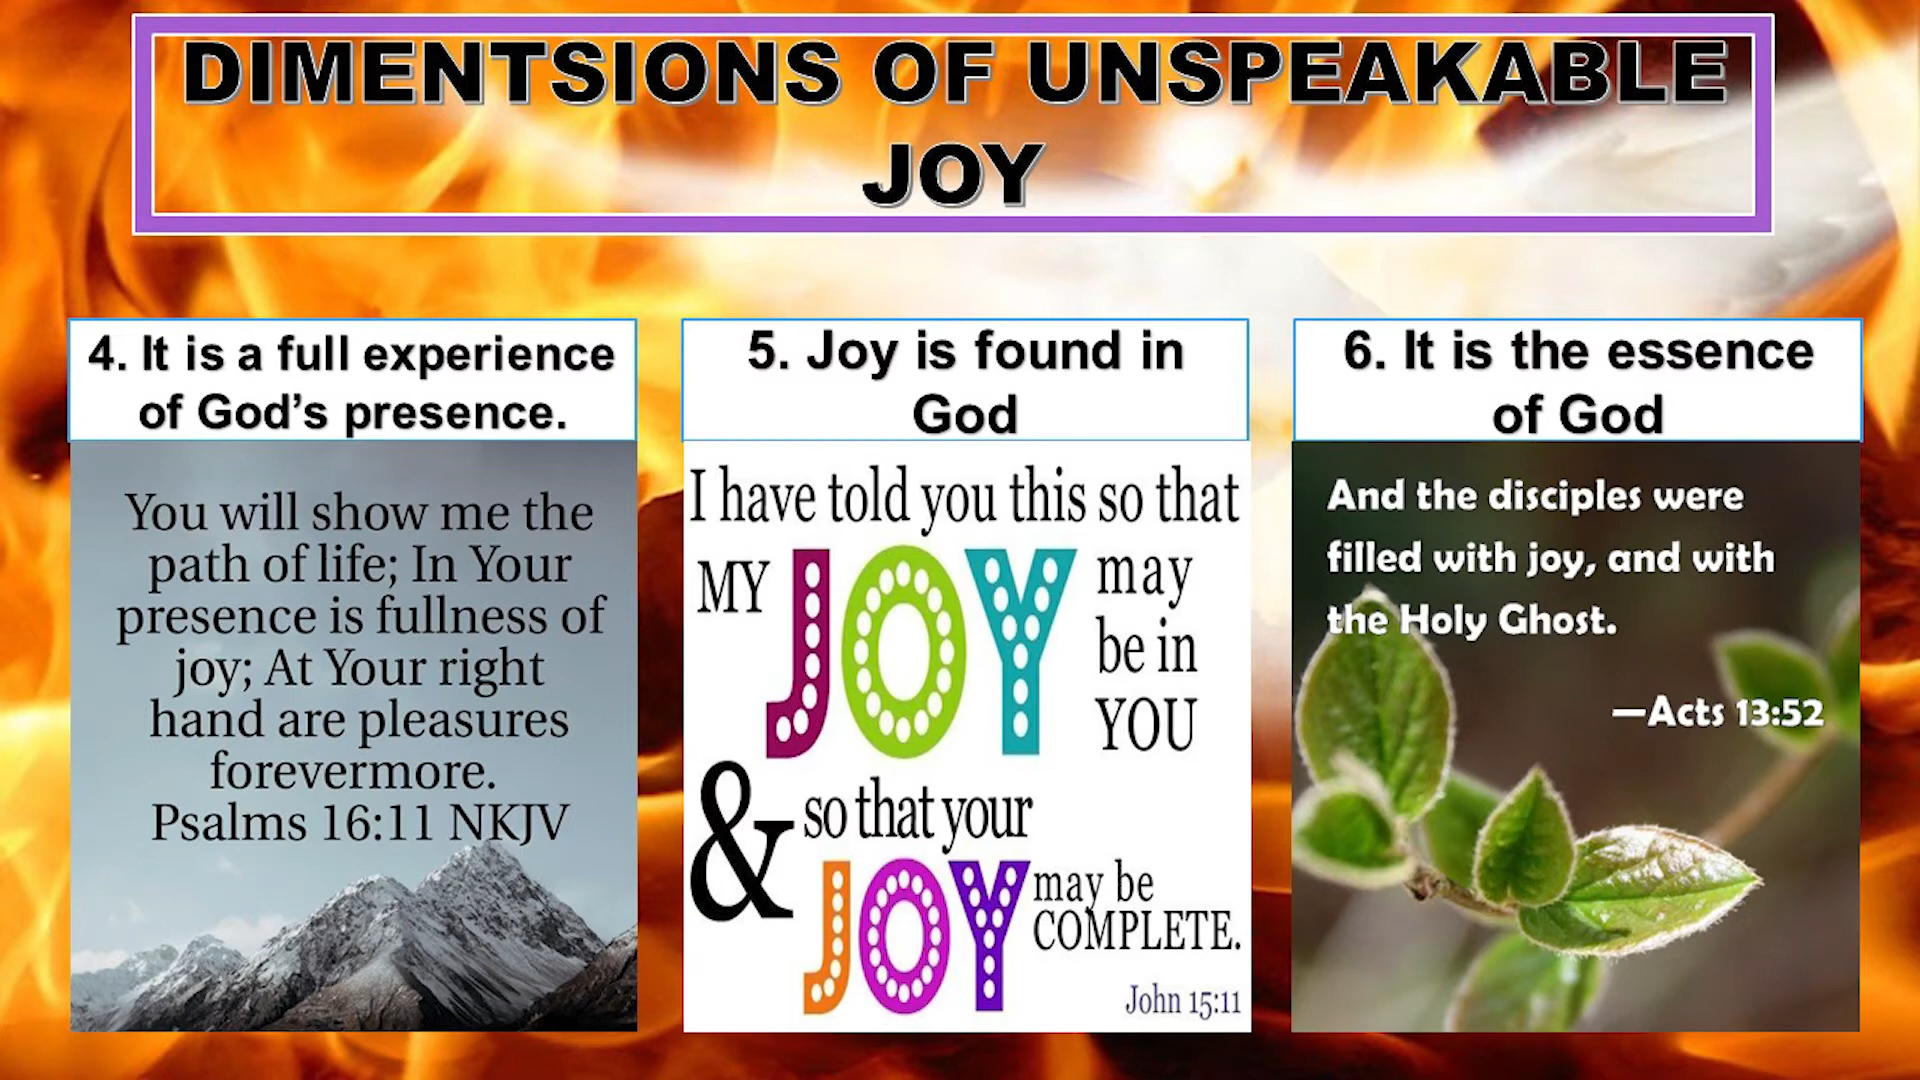 DIMENTSIONS OF UNSPEAKABLE
JOY
4. It is a full experience
of God’s presence.
You will show me the
path of life; In Your
presence is fullness of
joy; At Your right
hand are pleasures
forevermore.
Psalms 16:11 NKJV
5. Joy is found in
God
I have told you this so that
MY JOY may
be in
YOU
& so that your
JOY may be
COMPLETE.
John 15:11
6. It is the essence
of God
And the disciples were
filled with joy, and with
the Holy Ghost.
—Acts 13:52